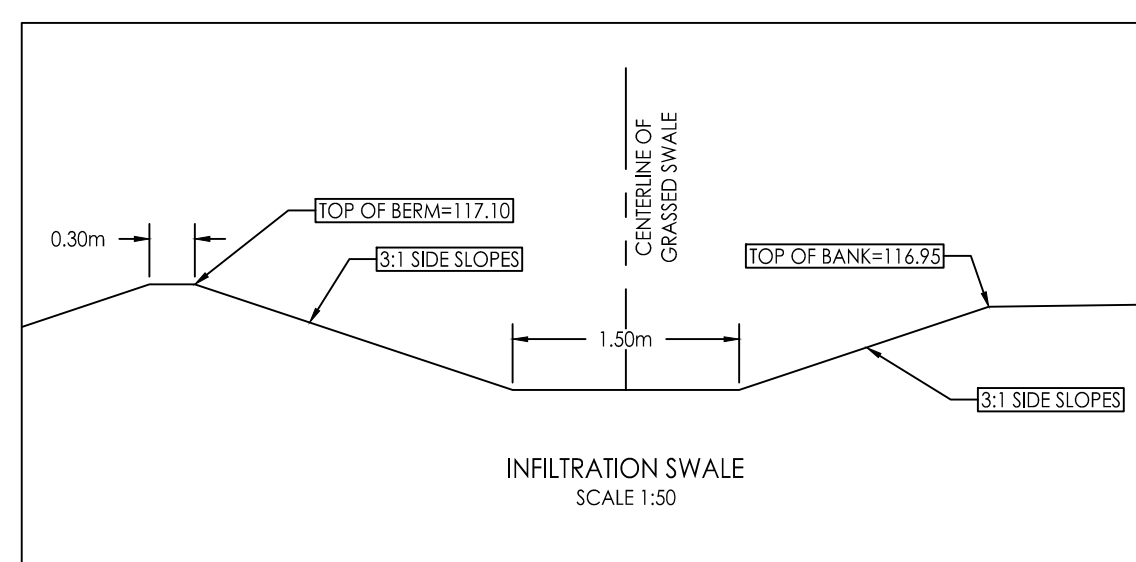 CENTERLINE OF
GRASSED SWALE
TOP OF BERM=117.10
0.30m
3:1 SIDE SLOPES
TOP OF BANK=116.95
1.50m
3:1 SIDE SLOPES
INFILTRATION SWALE
SCALE 1:50